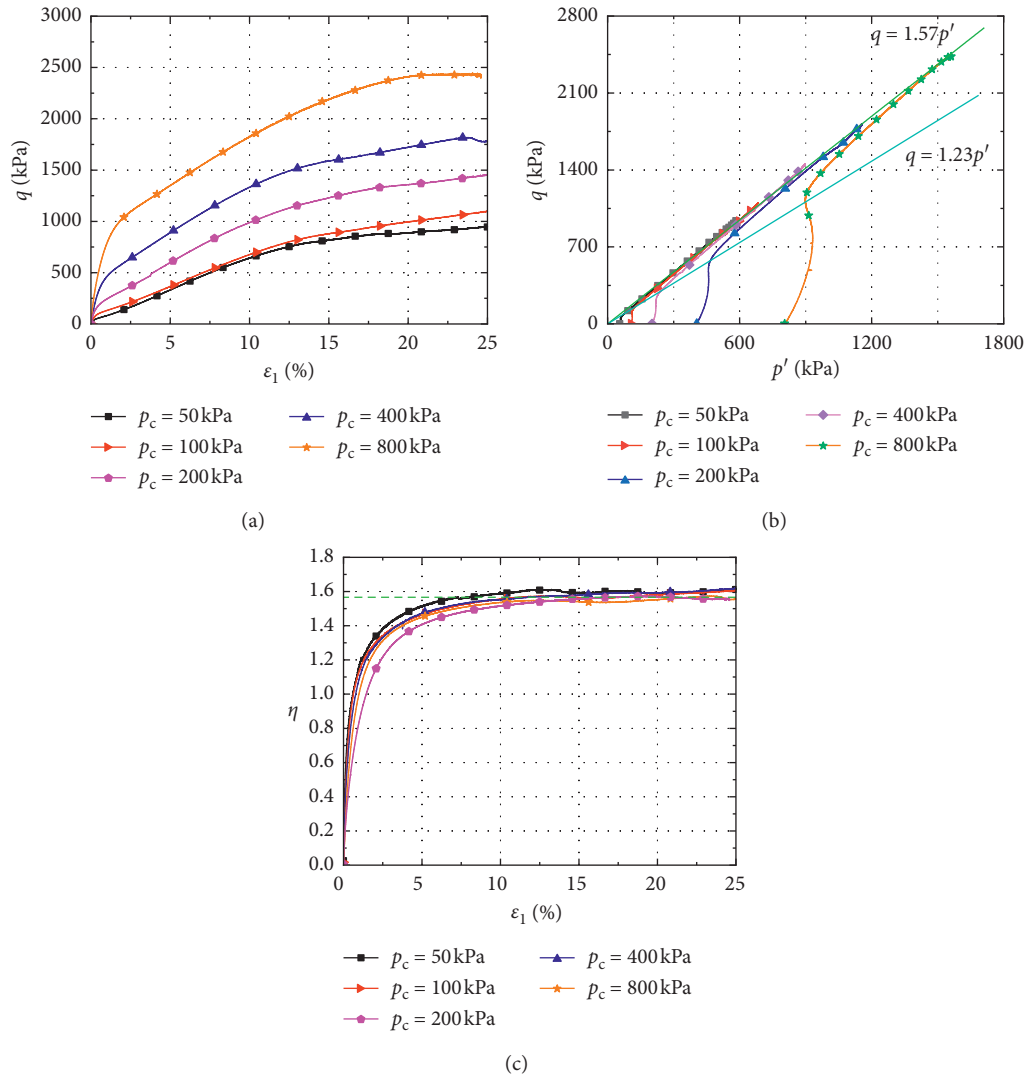 3000
2500
2000
1500
1000
500
0
q (kPa)
0 5 10 15 20 25
ε1 (%)
pc = 50 kPa
pc = 100 kPa
pc = 200 kPa
pc = 400 kPa
pc = 800 kPa
(a)
2800
2100
1400
700
0
q (kPa)
q = 1.57p′
q = 1.23p′
0 600 1200 1800
p′ (kPa)
pc = 50 kPa
pc = 100 kPa
pc = 200 kPa
pc = 400 kPa
pc = 800 kPa
(b)
1.8
1.6
1.4
1.2
1.0
0.8
0.6
0.4
0.2
0.0
η
0 5 10 15 20 25
ε1 (%)
pc = 50 kPa
pc = 100 kPa
pc = 200 kPa
pc = 400 kPa
pc = 800 kPa
(c)